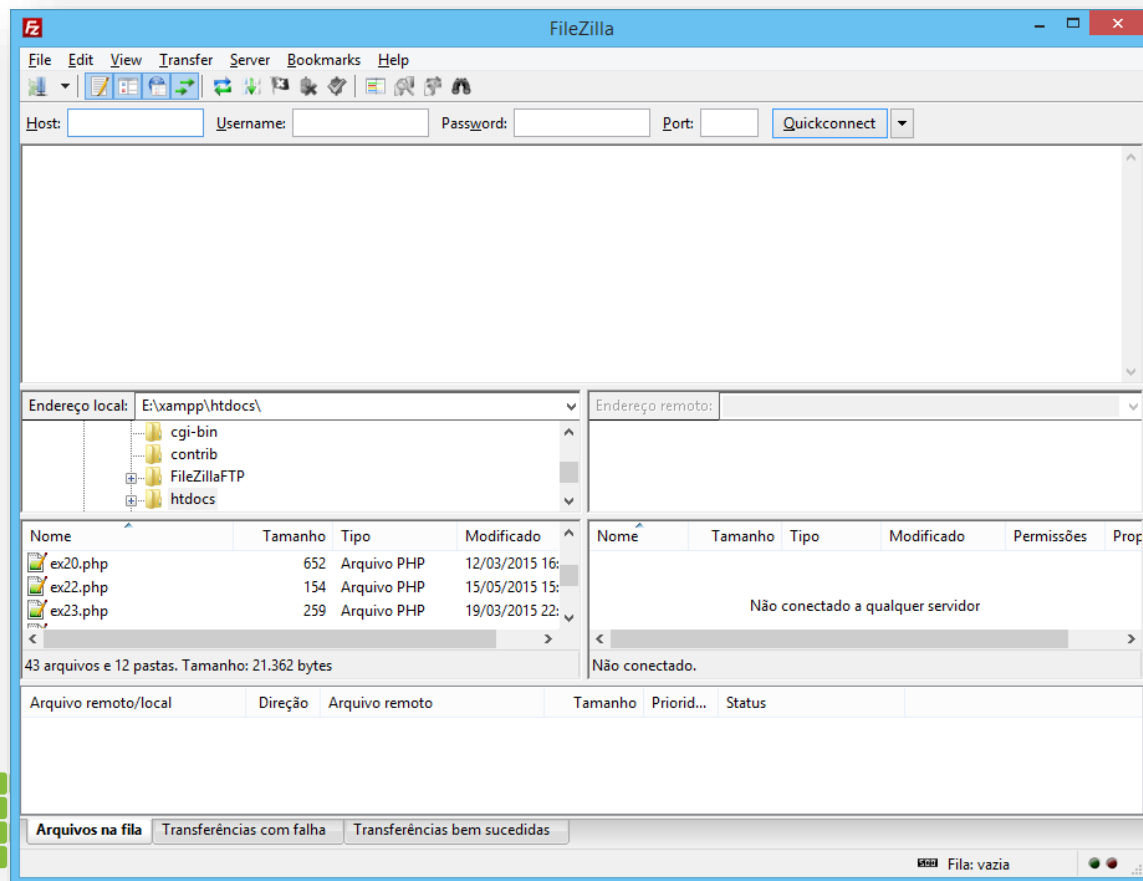 FileZilla
File Edit View Transfer Server Bookmarks Help
Host: Username: Password: Port: Quickconnect
Endereço local: E:\xampp\htdocs\
cgi-bin
contrib
FileZillaFTP
htdocs
Endereço remoto:
Nome Tamanho Tipo Modificado
ex20.php 652 Arquivo PHP 12/03/2015 16:
ex22.php 154 Arquivo PHP 15/05/2015 15:
ex23.php 259 Arquivo PHP 19/03/2015 22:
43 arquivos e 12 pastas. Tamanho: 21.362 bytes
Nome Tamanho Tipo Modificado Permissões Prop
Não conectado a qualquer servidor
Não conectado.
Arquivo remoto/local Direção Arquivo remoto Tamanho Priorid... Status
Arquivos na fila Transferências com falha Transferências bem sucedidas
Fila: vazia